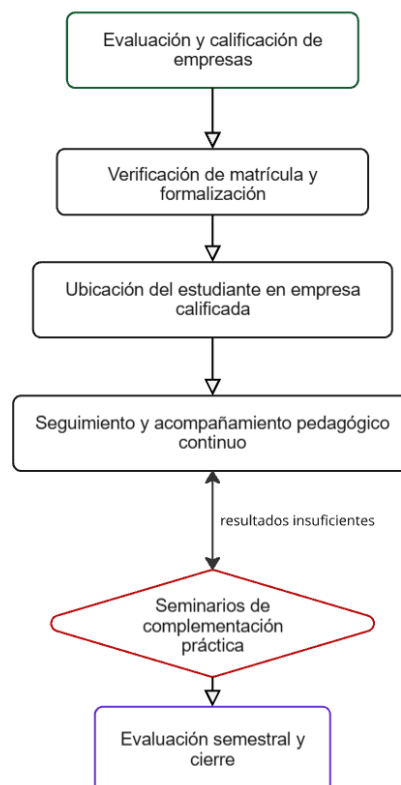 Evaluación y calificación de
empresas
Verificación de matrícula y
formalización
Ubicación del estudiante en empresa
calificada
Seguimiento y acompañamiento pedagógico
continuo
resultados insuficientes
Seminarios de
complementación
práctica
Evaluación semestral y
cierre